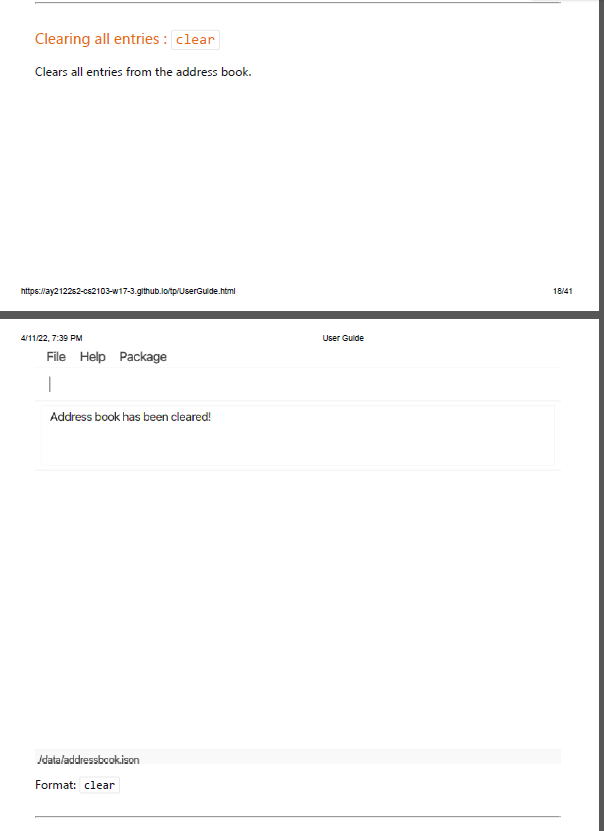 Clearing all entries : clear
Clears all entries from the address book.
https://ay2122s2-cs2103-w17-3.github.io/tp/UserGuide.html 18/41
4/11/22, 7:39 PM User Guide
File Help Package
Address book has been cleared!
./data/addressbook.json
Format: clear